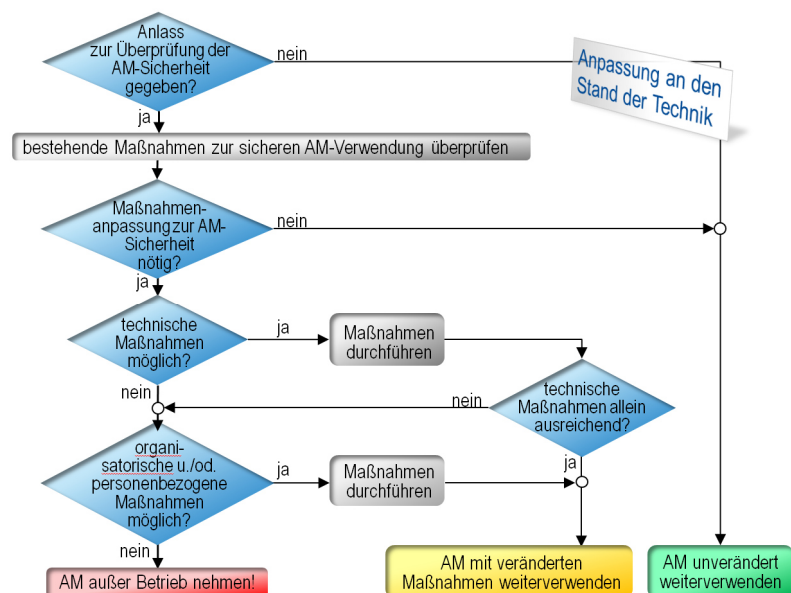 Anlass
zur Überprüfung der
AM-Sicherheit
gegeben?
nein
Anpassung an den
Stand der Technik
ja
bestehende Maßnahmen zur sicheren AM-Verwendung überprüfen
Maßnahmen-
anpassung zur AM-
Sicherheit
nötig?
nein
ja
technische
Maßnahmen
möglich?
ja
Maßnahmen
durchführen
nein
technische
Maßnahmen allein
ausreichend?
nein
ja
organi-
satorische u./od.
personenbezogene
Maßnahmen
möglich?
ja
Maßnahmen
durchführen
nein
AM außer Betrieb nehmen!
AM mit veränderten
Maßnahmen weiterverwenden
AM unverändert
weiterverwenden